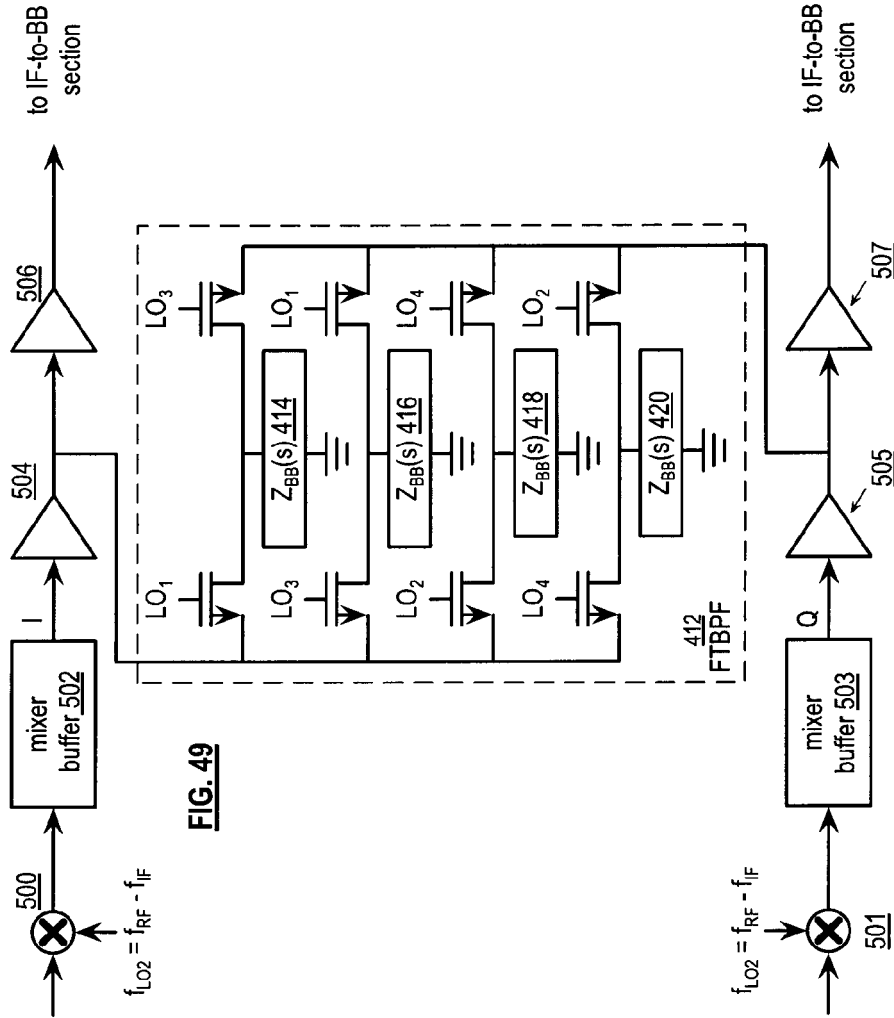 500
f_LO2 = f_RF - f_IF
mixer
buffer 502
I
504
506
to IF-to-BB
section
FIG. 49
LO1
LO3
Z_BB(s) 414
LO3
LO1
Z_BB(s) 416
LO2
LO4
Z_BB(s) 418
LO4
LO2
Z_BB(s) 420
412
FTBPF
f_LO2 = f_RF - f_IF
501
mixer
buffer 503
Q
505
507
to IF-to-BB
section